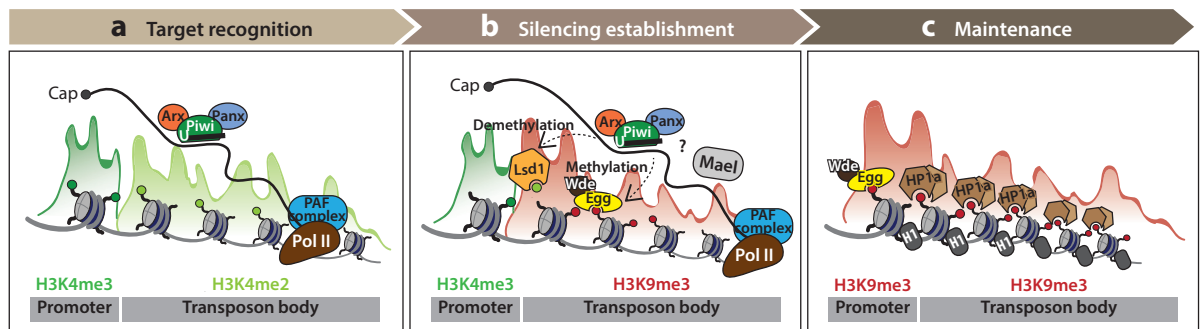 a Target recognition
b Silencing establishment
c Maintenance
Cap
Arx
Piwi
Panx
U
PAF
complex
Pol II
H3K4me3
H3K4me2
Promoter
Transposon body
Cap
Arx
Piwi
Panx
U
Demethylation
?
Mael
Lsd1
Methylation
Wde
Egg
PAF
complex
Pol II
H3K4me3
H3K9me3
Promoter
Transposon body
Wde
Egg
HP1a
HP1a
HP1a
H1
H1
H1
H3K9me3
H3K9me3
Promoter
Transposon body